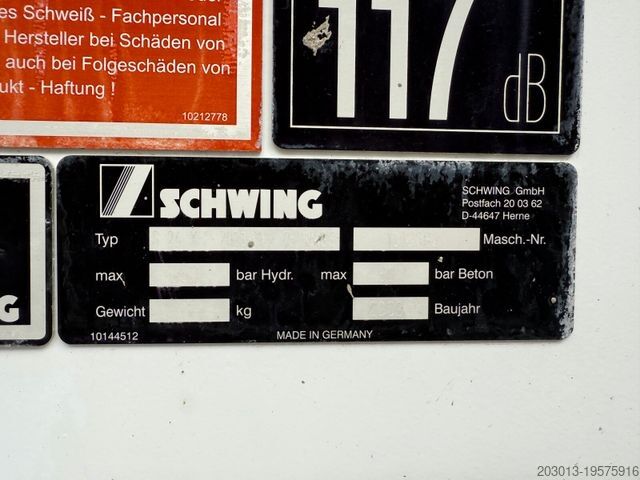 es Schweiß - Fachpersonal
Hersteller bei Schäden von
auch bei Folgeschäden von
ukt - Haftung !
10212778
117
dB
SCHWING
SCHWING GmbH
Postfach 20 03 62
D-44647 Herne
Typ
Masch.-Nr.
max bar Hydr. max bar Beton
Gewicht kg Baujahr
10144512 MADE IN GERMANY
G
203013-19575916